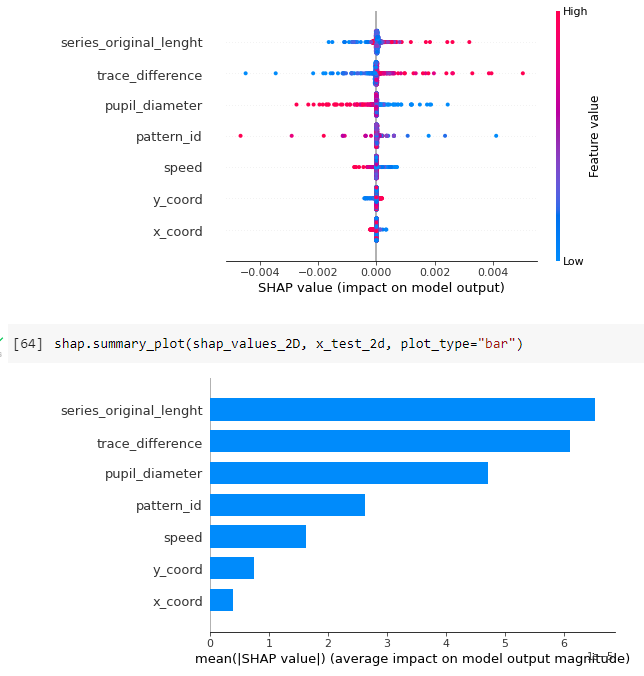 High
series_original_lenght
trace_difference
pupil_diameter
pattern_id
speed
y_coord
x_coord
Feature value
Low
−0.004 −0.002 0.000 0.002 0.004
SHAP value (impact on model output)
[64] shap.summary_plot(shap_values_2D, x_test_2d, plot_type="bar")
series_original_lenght
trace_difference
pupil_diameter
pattern_id
speed
y_coord
x_coord
0 1 2 3 4 5 6
1e−5
mean(|SHAP value|) (average impact on model output magnitude)